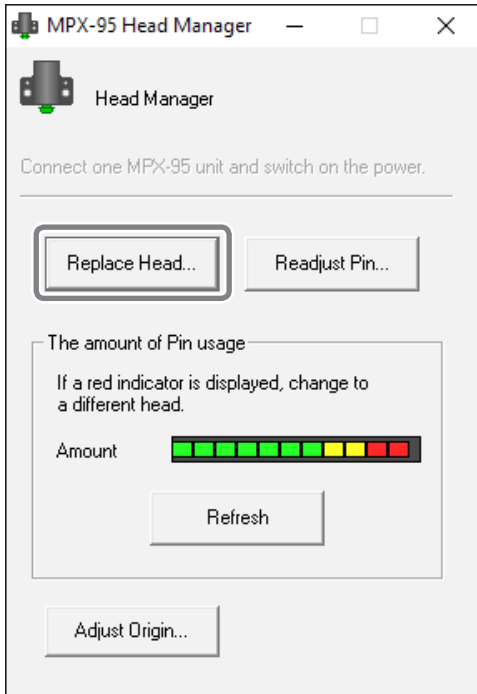 MPX-95 Head Manager
Head Manager
Connect one MPX-95 unit and switch on the power.
Replace Head...
Readjust Pin...
The amount of Pin usage
If a red indicator is displayed, change to
a different head.
Amount
Refresh
Adjust Origin...